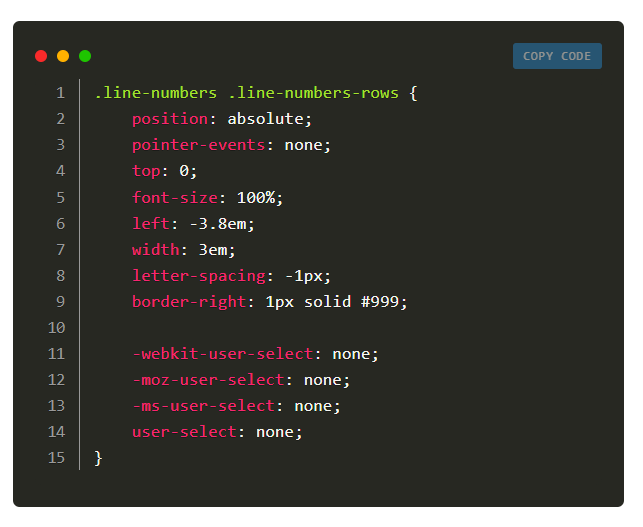 COPY CODE
1 .line-numbers .line-numbers-rows {
2     position: absolute;
3     pointer-events: none;
4     top: 0;
5     font-size: 100%;
6     left: -3.8em;
7     width: 3em;
8     letter-spacing: -1px;
9     border-right: 1px solid #999;
10
11     -webkit-user-select: none;
12     -moz-user-select: none;
13     -ms-user-select: none;
14     user-select: none;
15 }